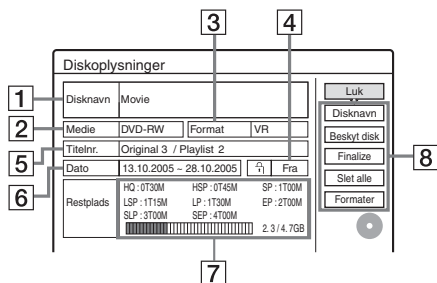 3
4
Diskoplysninger
1
Disknavn Movie
Luk
Disknavn
2
Medie DVD-RW Format VR
Beskyt disk
5
Titelnr. Original 3 / Playlist 2
Finalize
8
6
Dato 13.10.2005 ~ 28.10.2005 Fra
Slet alle
Restplads
HQ : 0T30M HSP : 0T45M SP : 1T00M
LSP : 1T15M LP : 1T30M EP : 2T00M
SLP : 3T00M SEP : 4T00M
Formater
2.3 / 4.7GB
7